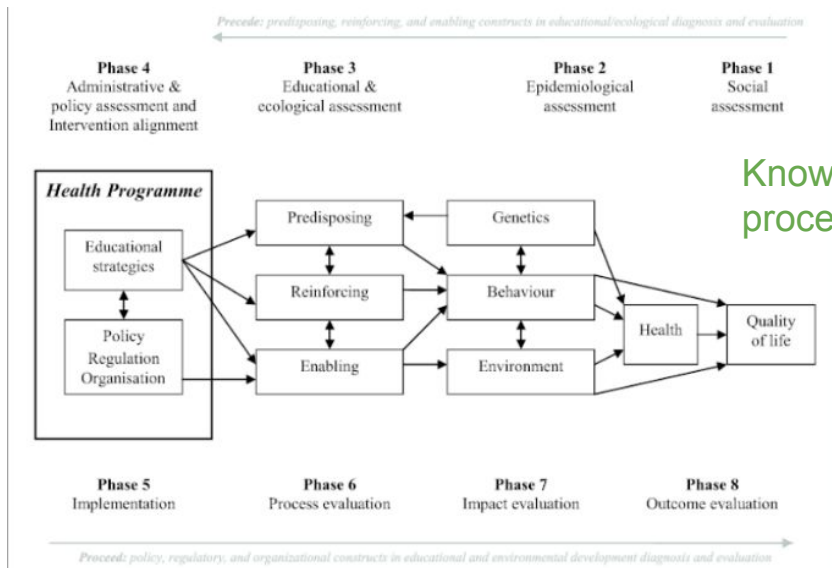 Precede: predisposing, reinforcing, and enabling constructs in educational/ecological diagnosis and evaluation
Phase 4
Administrative &
policy assessment and
Intervention alignment
Phase 3
Educational &
ecological assessment
Phase 2
Epidemiological
assessment
Phase 1
Social
assessment
Know
proce
Health Programme
Educational
strategies
Policy
Regulation
Organisation
Predisposing
Reinforcing
Enabling
Genetics
Behaviour
Environment
Health
Quality
of life
Phase 5
Implementation
Phase 6
Process evaluation
Phase 7
Impact evaluation
Phase 8
Outcome evaluation
Proceed: policy, regulatory, and organizational constructs in educational and environmental development diagnosis and evaluation